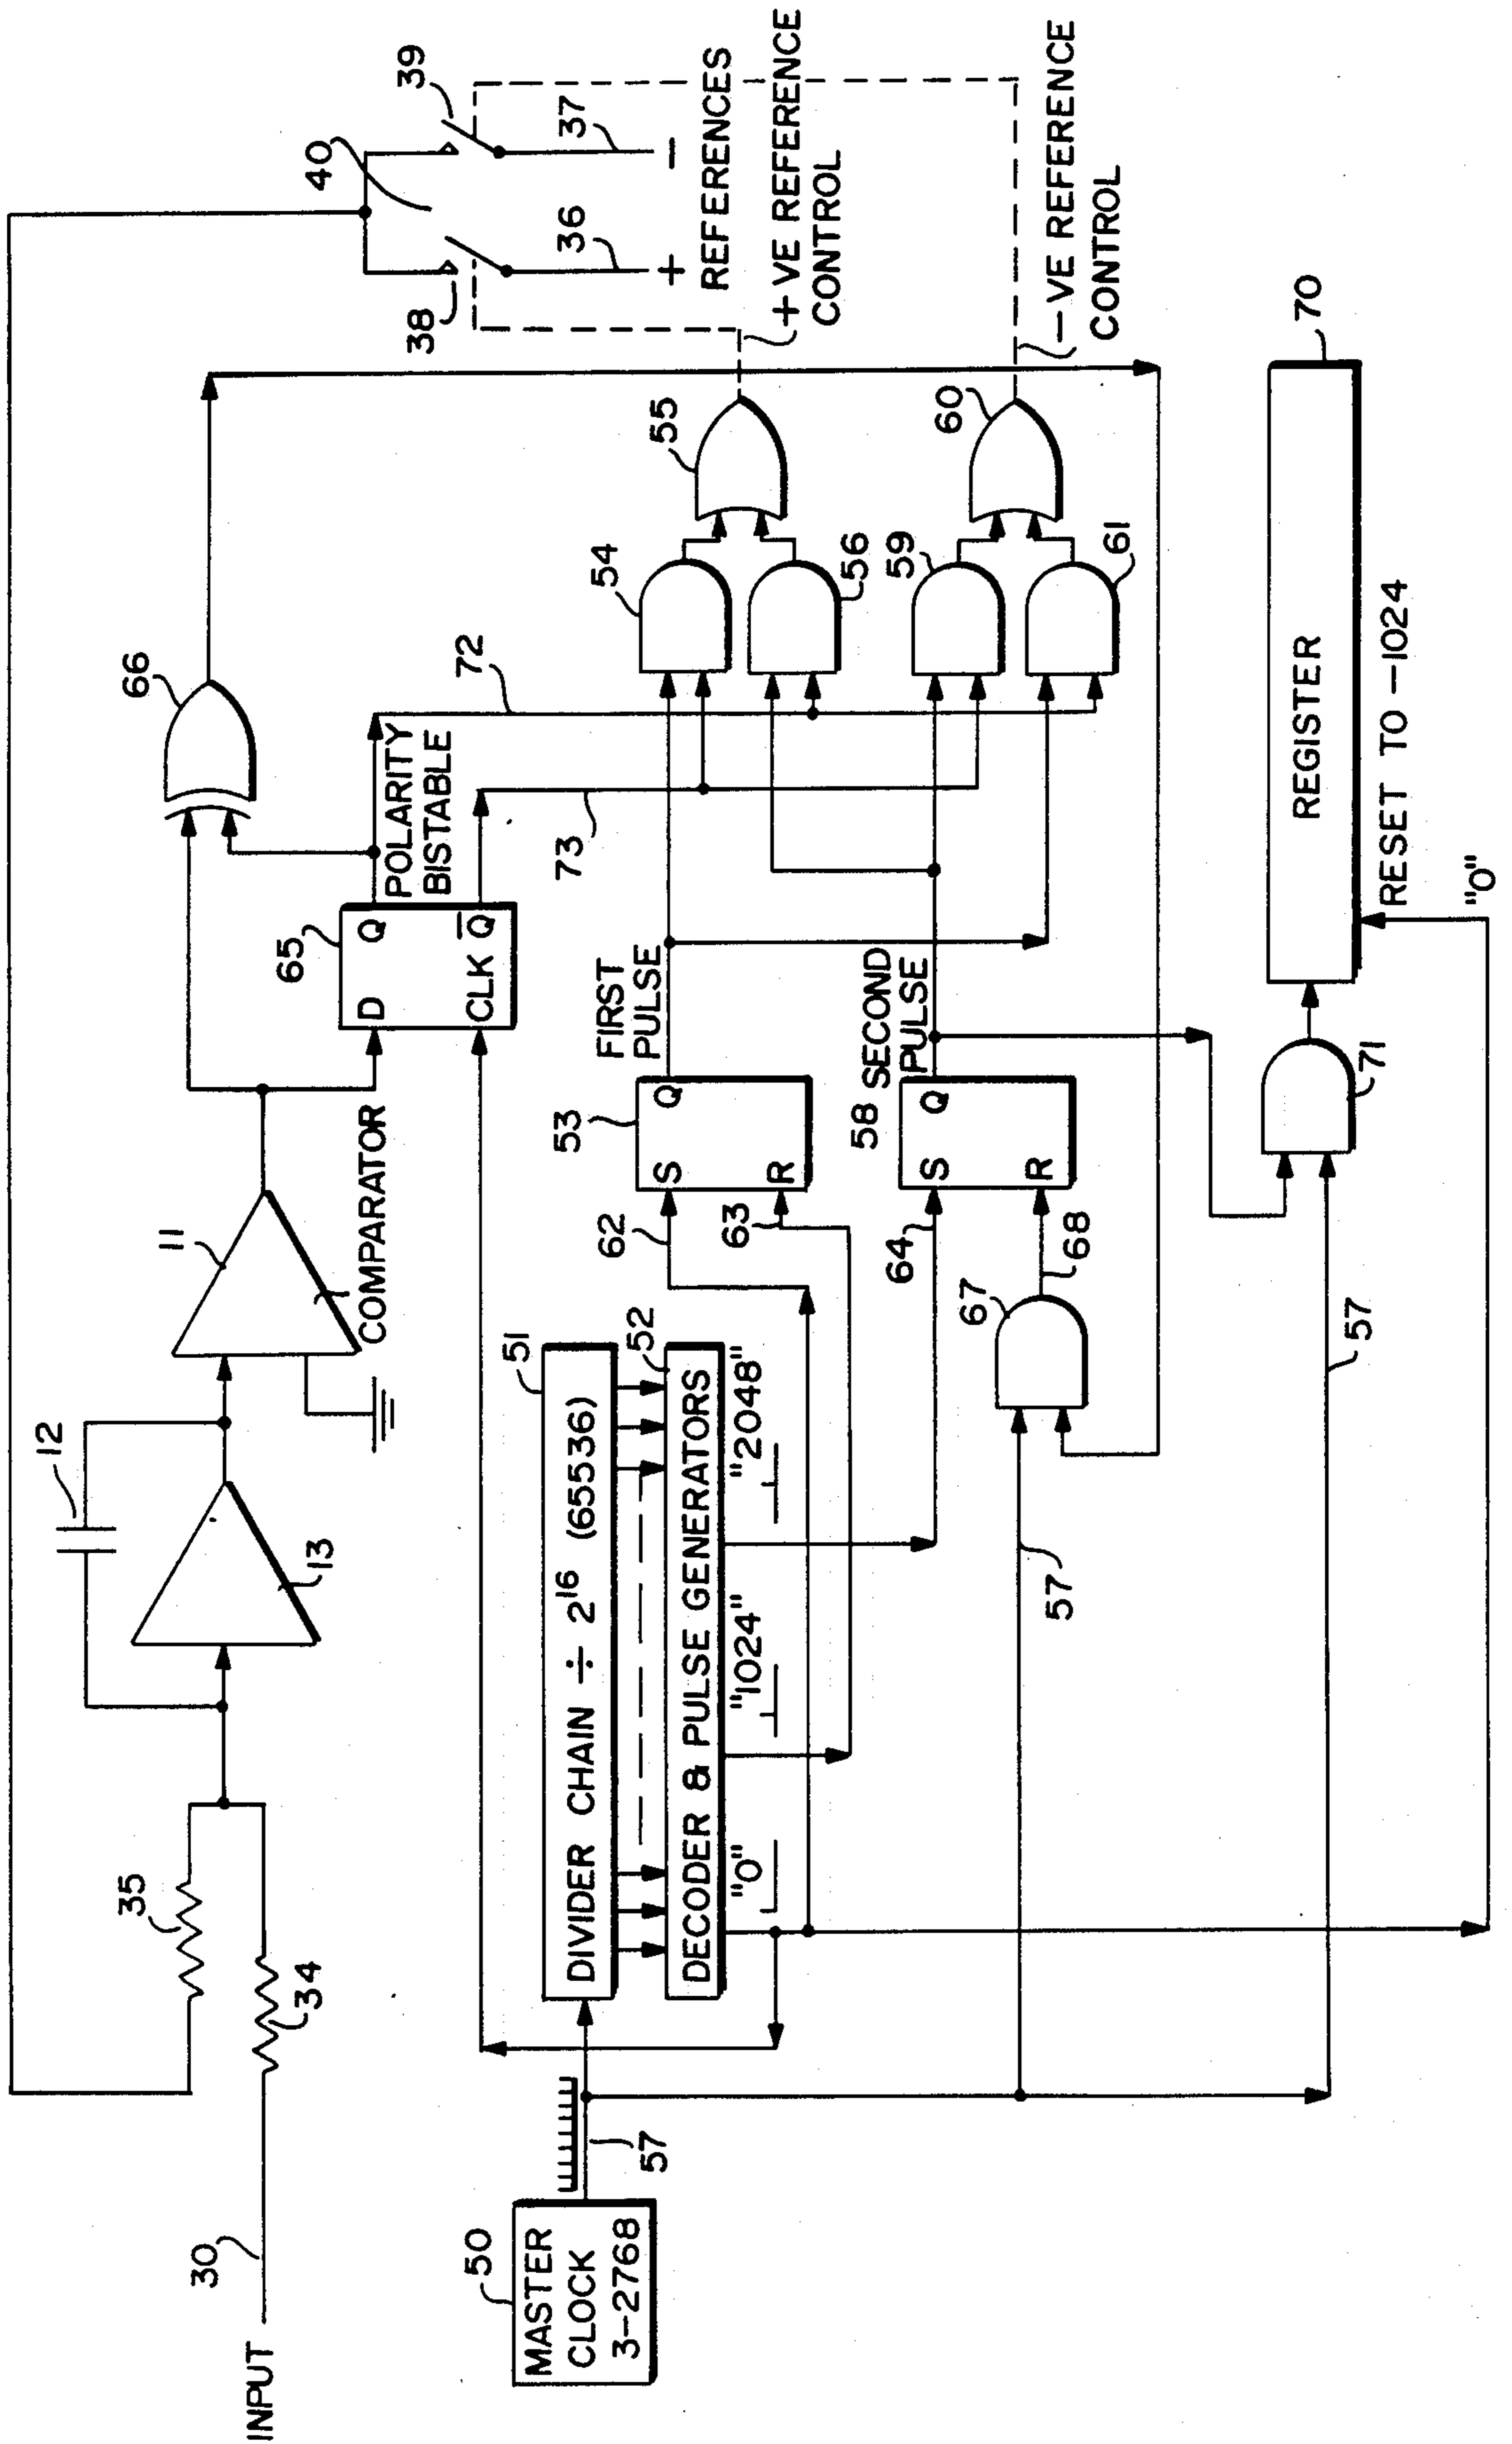 INPUT
30
34
35
12
13
11
COMPARATOR
65
D
Q
CLK
Q̅
POLARITY
BISTABLE
66
72
73
40
38
39
36
37
+
−
REFERENCES
+VE REFERENCE
CONTROL
−VE REFERENCE
CONTROL
50
MASTER
CLOCK
3-2768
57
51
DIVIDER CHAIN ÷ 2¹⁶ (65536)
52
DECODER & PULSE GENERATORS
"0"
"1024"
"2048"
62
63
53
S
R
Q
FIRST
PULSE
64
58
S
R
Q
SECOND
PULSE
67
68
57
54
55
56
59
60
61
57
71
REGISTER
70
RESET TO −1024
"0"